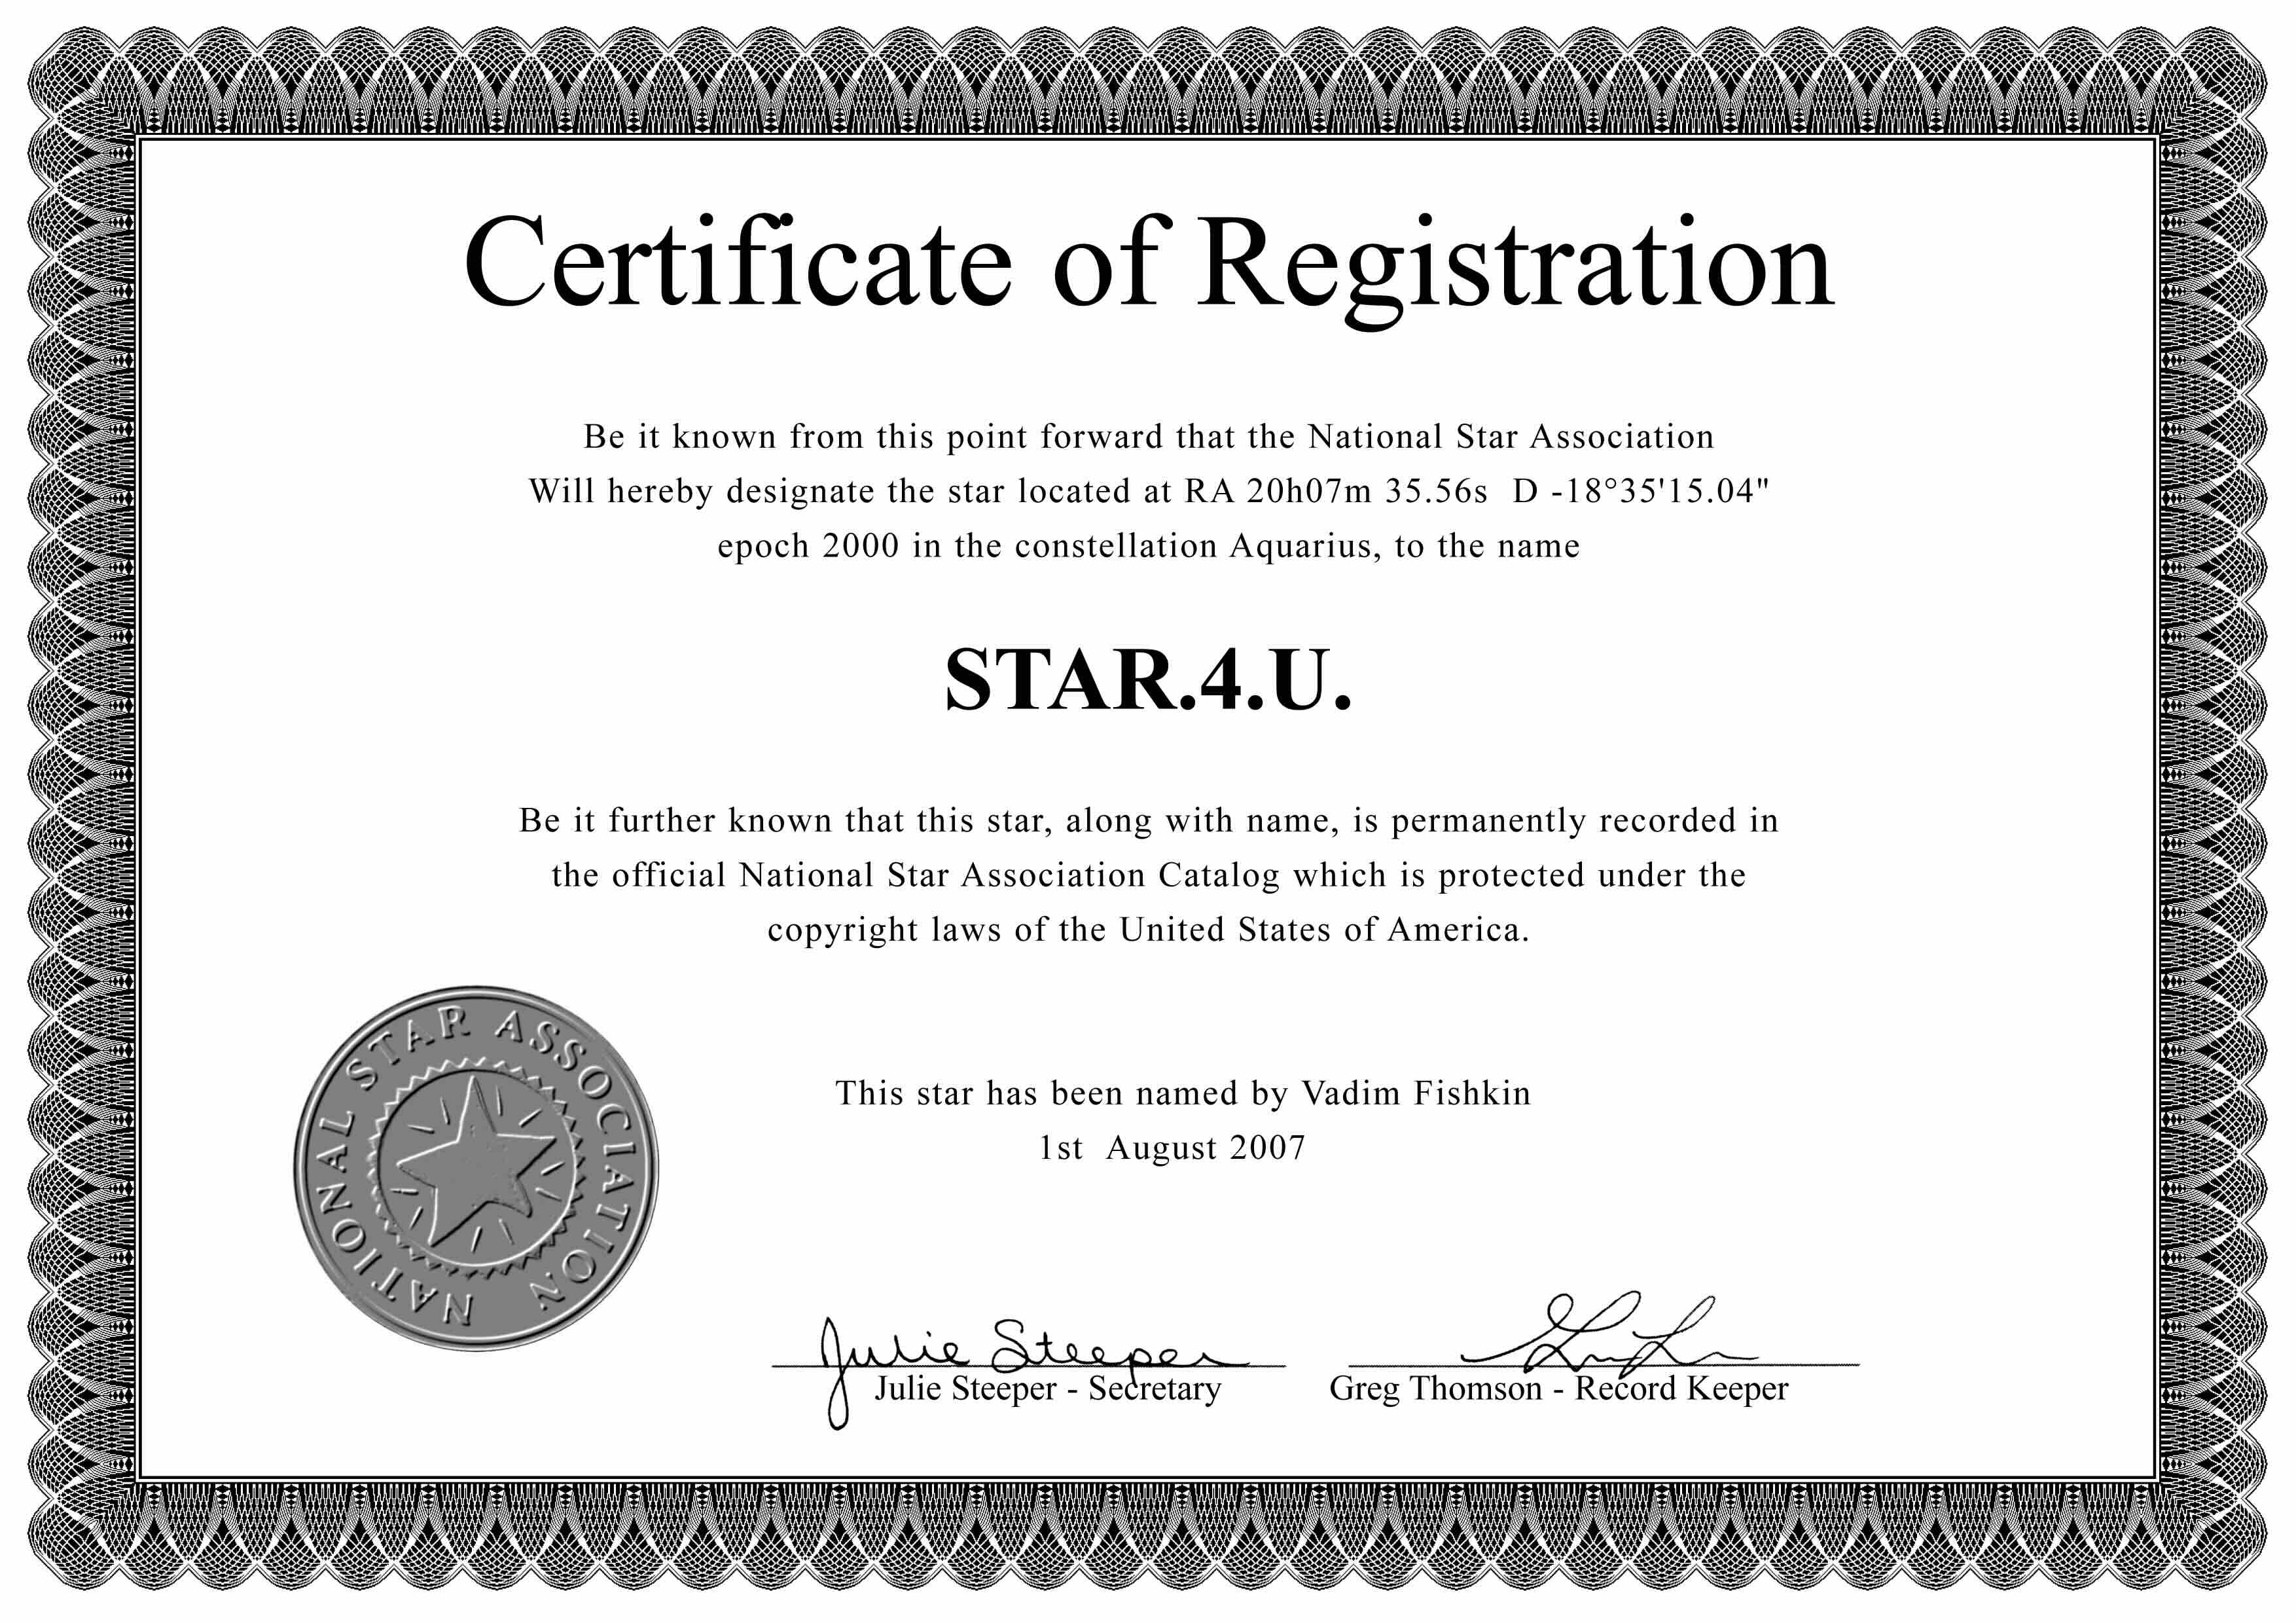 Certificate of Registration
Be it known from this point forward that the National Star Association
Will hereby designate the star located at RA 20h07m 35.56s D -18°35'15.04"
epoch 2000 in the constellation Aquarius, to the name
STAR.4.U.
Be it further known that this star, along with name, is permanently recorded in
the official National Star Association Catalog which is protected under the
copyright laws of the United States of America.
NATIONAL STAR ASSOCIATION
This star has been named by Vadim Fishkin
1st August 2007
Julie Steeper
Julie Steeper - Secretary
Greg Thomson - Record Keeper